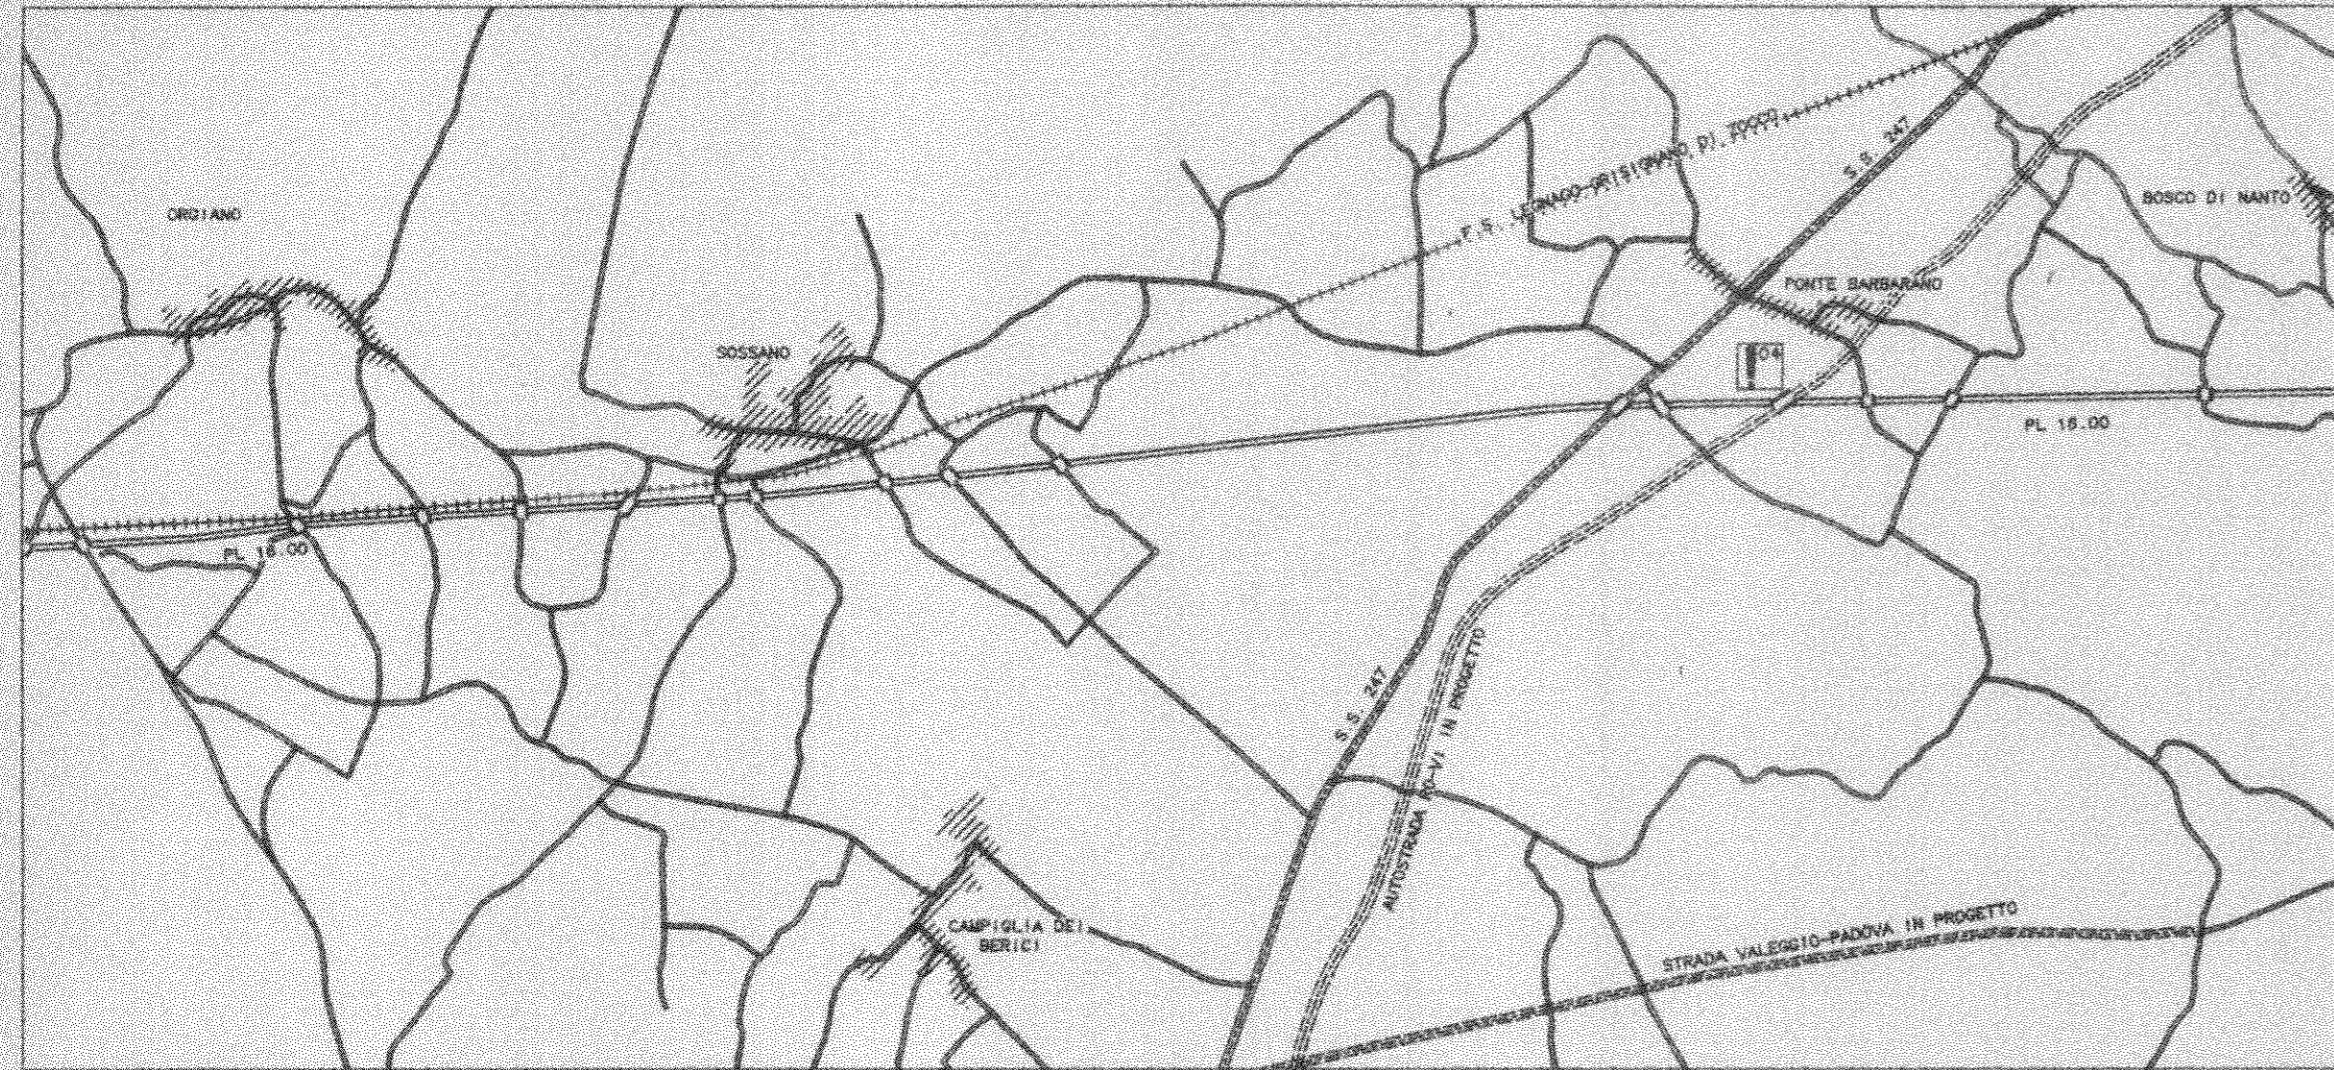 ORGIANO
SOSSANO
F.S. LEGNAGO-GRISIGNANO DI ZOCCO
S.S. 247
BOSCO DI NANTO
PONTE BARBARANO
04
PL 16.00
PL 16.00
S.S. 247
AUTOSTRADA RO-VI IN PROGETTO
CAMPIGLIA DEI
BERICI
STRADA VALEGGIO-PADOVA IN PROGETTO